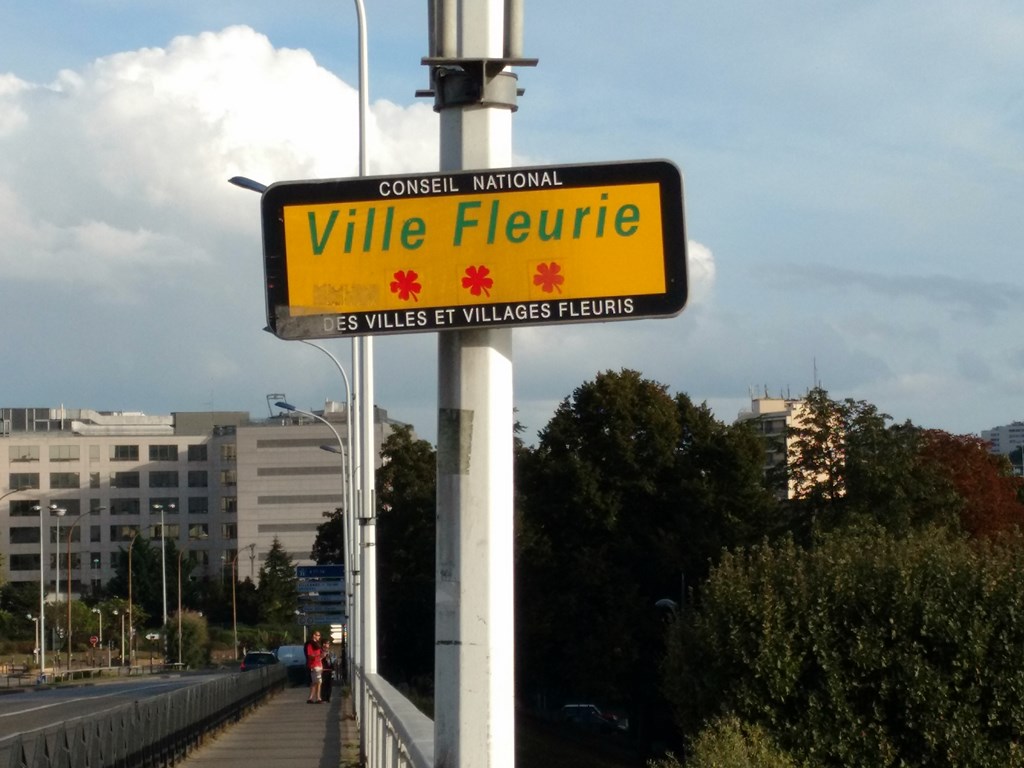 CONSEIL NATIONAL
Ville Fleurie
DES VILLES ET VILLAGES FLEURIS